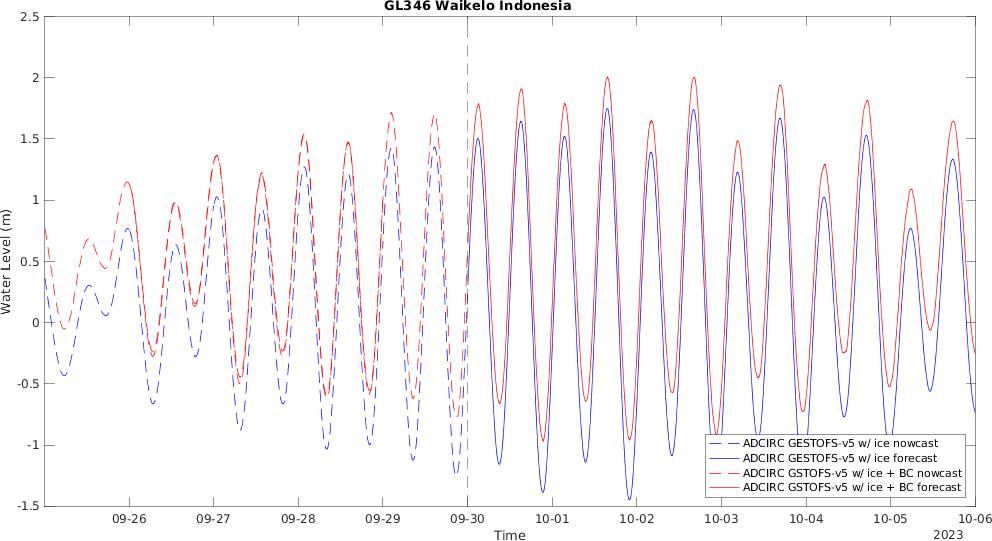 GL346 Waikelo Indonesia
2.5
2
1.5
1
0.5
0
-0.5
-1
-1.5
Water Level (m)
ADCIRC GESTOFS-v5 w/ ice nowcast
ADCIRC GESTOFS-v5 w/ ice forecast
ADCIRC GSTOFS-v5 w/ ice + BC nowcast
ADCIRC GSTOFS-v5 w/ ice + BC forecast
09-26 09-27 09-28 09-29 09-30 10-01 10-02 10-03 10-04 10-05 10-06
Time
2023